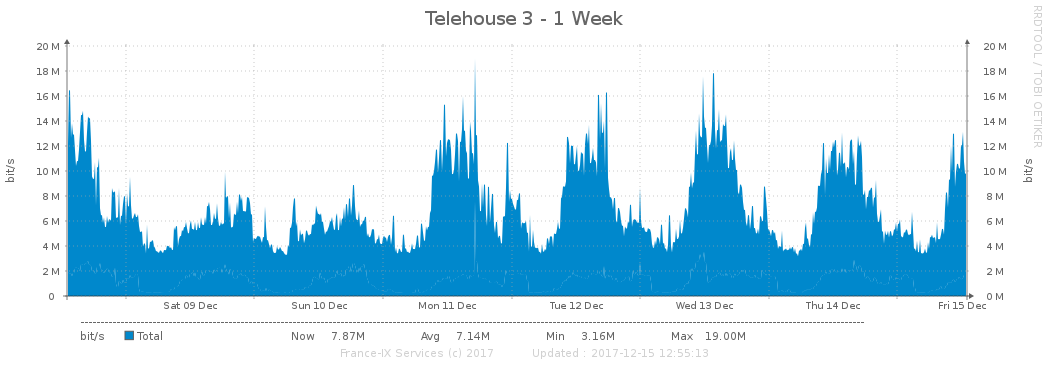 Telehouse 3 - 1 Week
RRDTOOL / TOBI OETIKER
bit/s
20 M
18 M
16 M
14 M
12 M
10 M
8 M
6 M
4 M
2 M
0
20 M
18 M
16 M
14 M
12 M
10 M
8 M
6 M
4 M
2 M
0 M
bit/s
Sat 09 Dec Sun 10 Dec Mon 11 Dec Tue 12 Dec Wed 13 Dec Thu 14 Dec Fri 15 Dec
bit/s Total Now 7.87M Avg 7.14M Min 3.16M Max 19.00M
France-IX Services (c) 2017 Updated : 2017-12-15 12:55:13